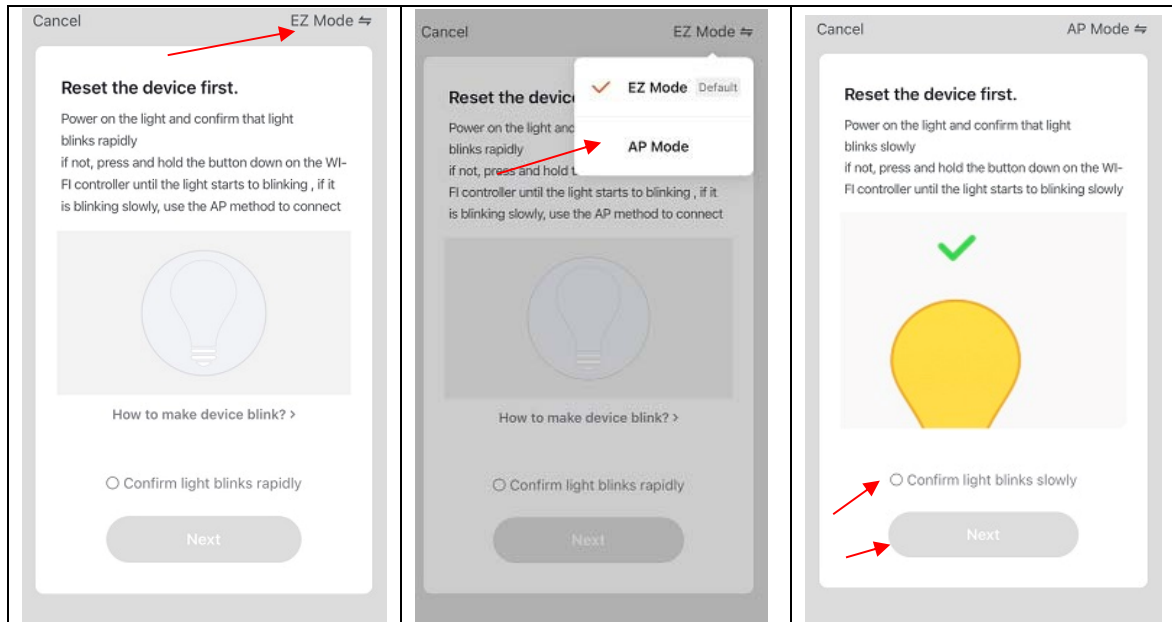 Cancel EZ Mode ⇋
Reset the device first.
Power on the light and confirm that light
blinks rapidly
if not, press and hold the button down on the WI-
FI controller until the light starts to blinking , if it
is blinking slowly, use the AP method to connect
How to make device blink? >
Confirm light blinks rapidly
Next
Cancel EZ Mode ⇋
EZ Mode Default
AP Mode
Reset the devic
Power on the light and
blinks rapidly
if not, press and hold t
FI controller until the light starts to blinking , if it
is blinking slowly, use the AP method to connect
How to make device blink? >
Confirm light blinks rapidly
Next
Cancel AP Mode ⇋
Reset the device first.
Power on the light and confirm that light
blinks slowly
if not, press and hold the button down on the WI-
FI controller until the light starts to blinking slowly
Confirm light blinks slowly
Next